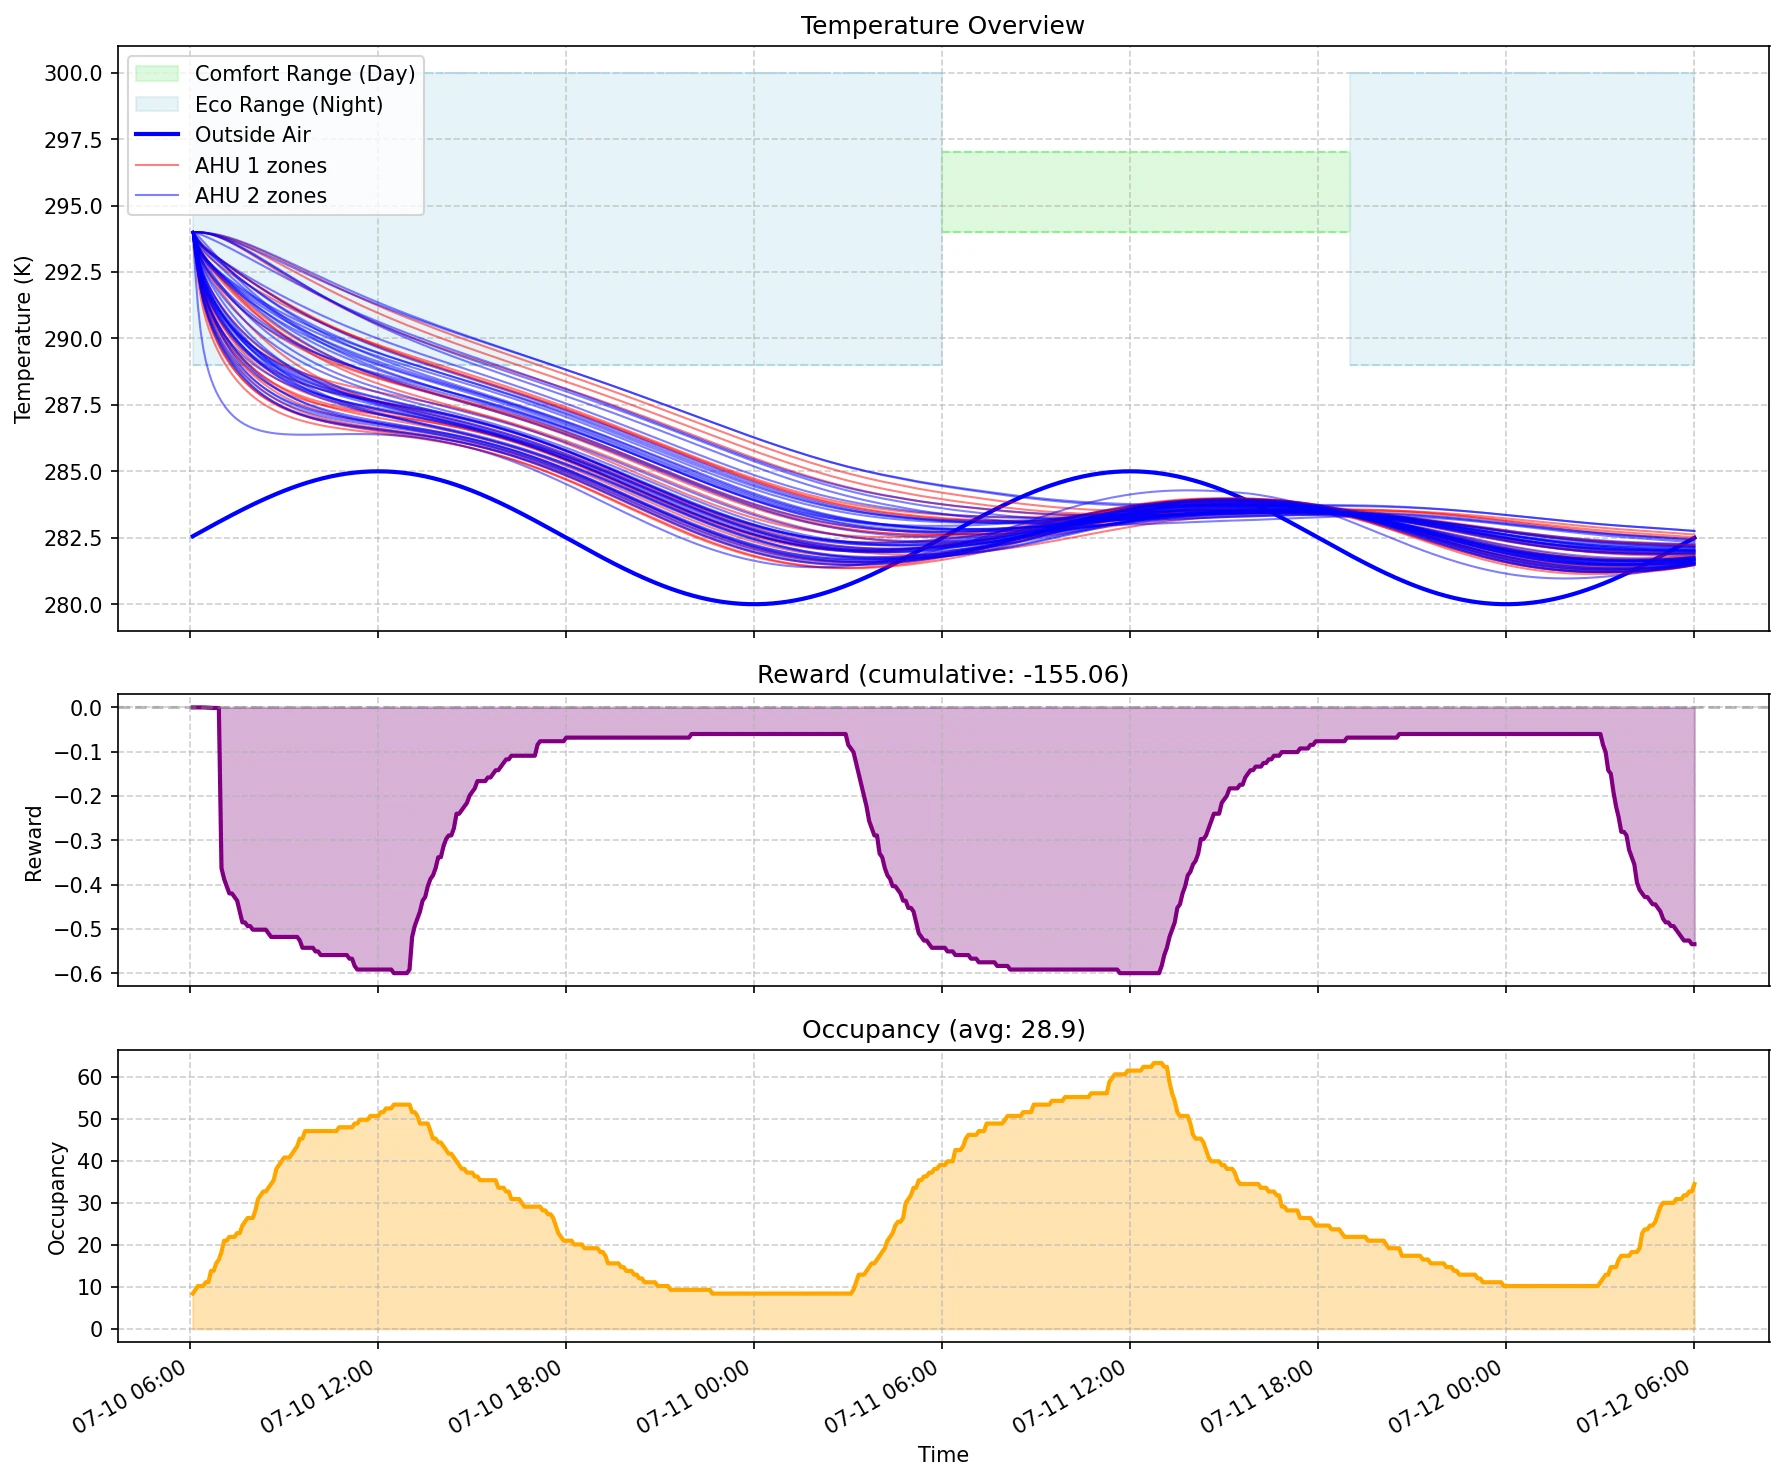 Temperature Overview
Comfort Range (Day)
Eco Range (Night)
Outside Air
AHU 1 zones
AHU 2 zones
Temperature (K)
300.0
297.5
295.0
292.5
290.0
287.5
285.0
282.5
280.0
Reward (cumulative: -155.06)
Reward
0.0
−0.1
−0.2
−0.3
−0.4
−0.5
−0.6
Occupancy (avg: 28.9)
Occupancy
60
50
40
30
20
10
0
07-10 06:00
07-10 12:00
07-10 18:00
07-11 00:00
07-11 06:00
07-11 12:00
07-11 18:00
07-12 00:00
07-12 06:00
Time